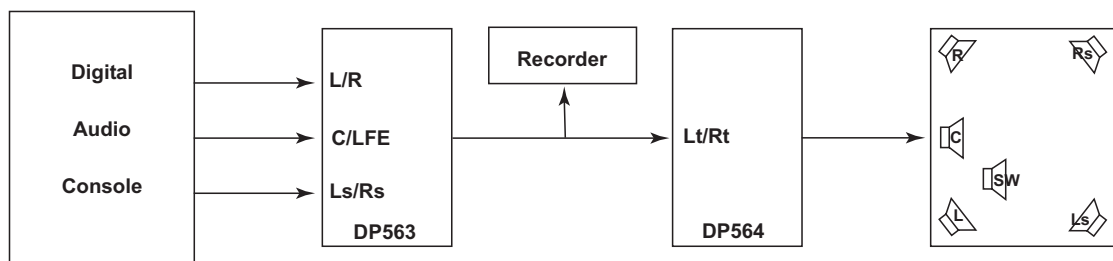 Digital
Audio
Console
L/R
C/LFE
Ls/Rs
DP563
Recorder
Lt/Rt
DP564
R
Rs
C
SW
L
Ls